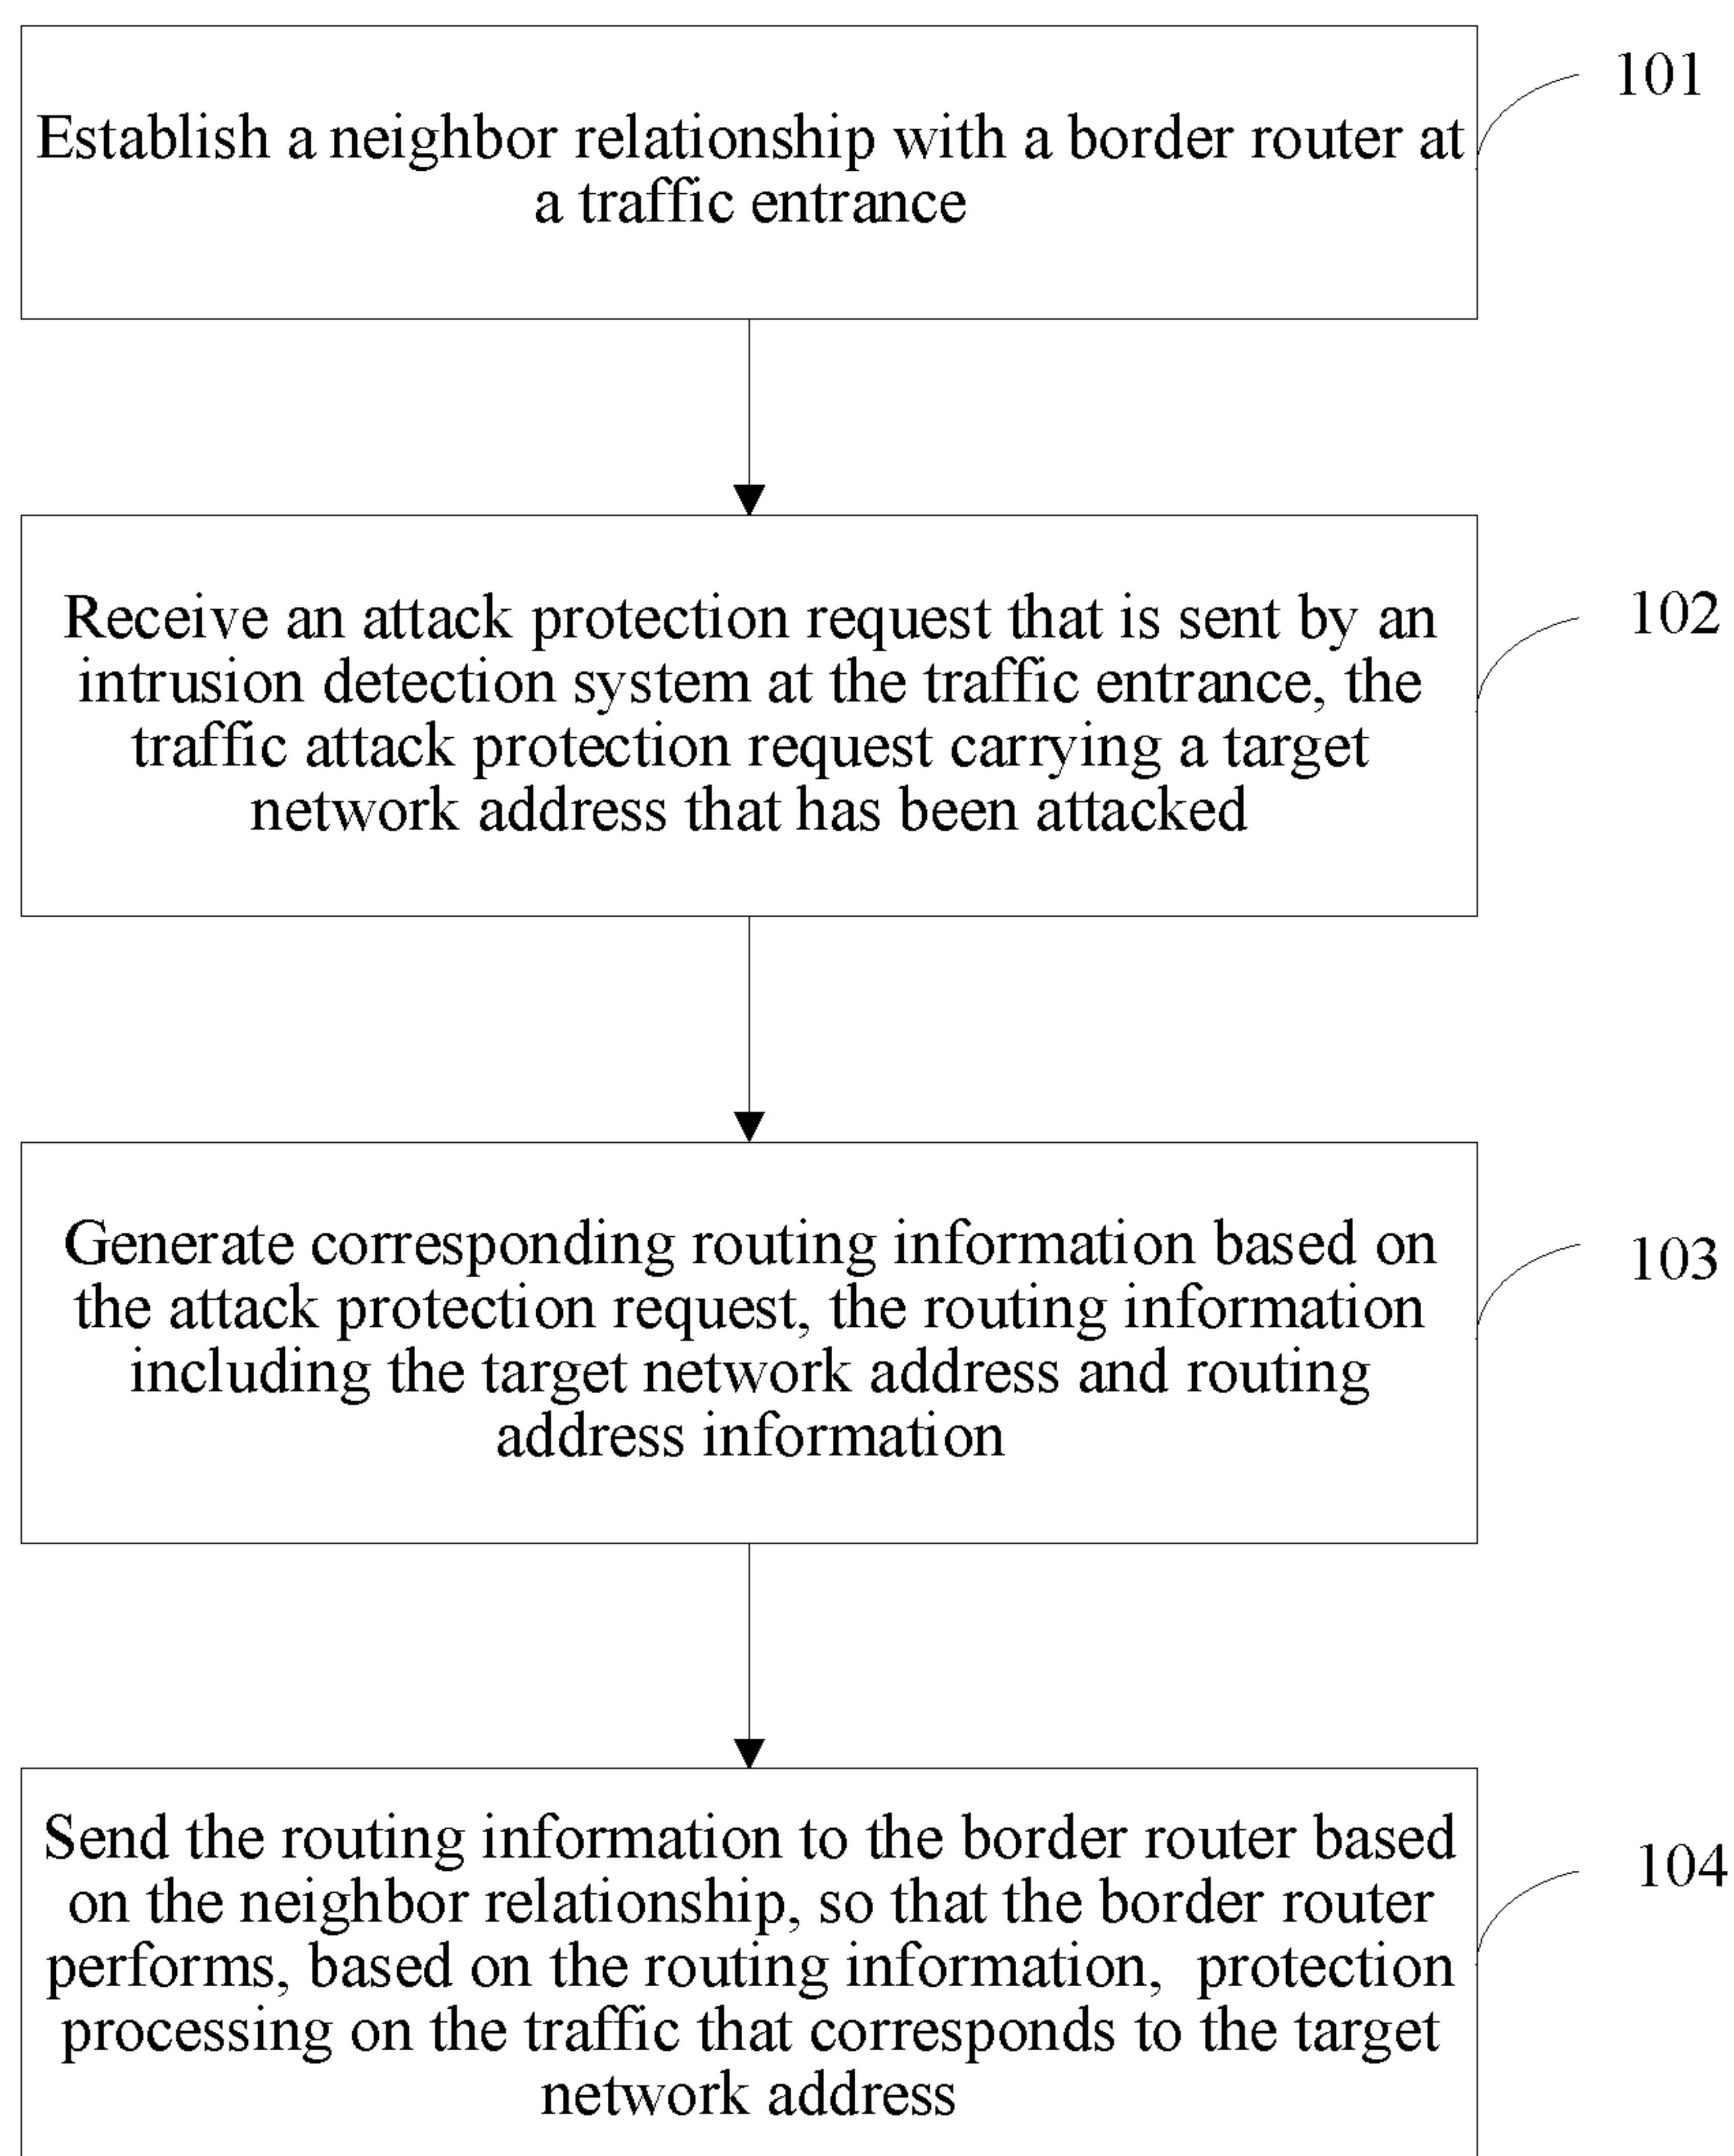 Establish a neighbor relationship with a border router at
a traffic entrance
101
Receive an attack protection request that is sent by an
intrusion detection system at the traffic entrance, the
traffic attack protection request carrying a target
network address that has been attacked
102
Generate corresponding routing information based on
the attack protection request, the routing information
including the target network address and routing
address information
103
Send the routing information to the border router based
on the neighbor relationship, so that the border router
performs, based on the routing information, protection
processing on the traffic that corresponds to the target
network address
104